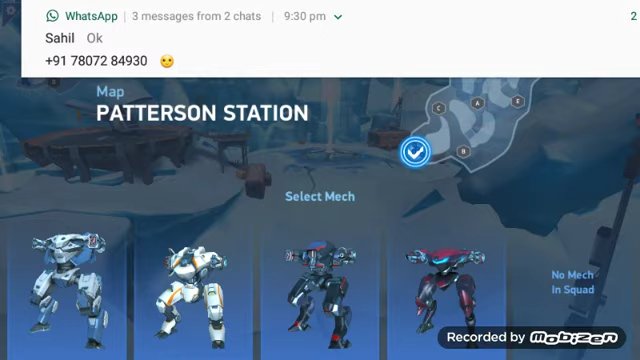 WhatsApp | 3 messages from 2 chats | 9:30 pm
2
Sahil Ok
+91 78072 84930 😐
Map
PATTERSON STATION
C A E
B
Select Mech
No Mech
In Squad
Recorded by Mobizen